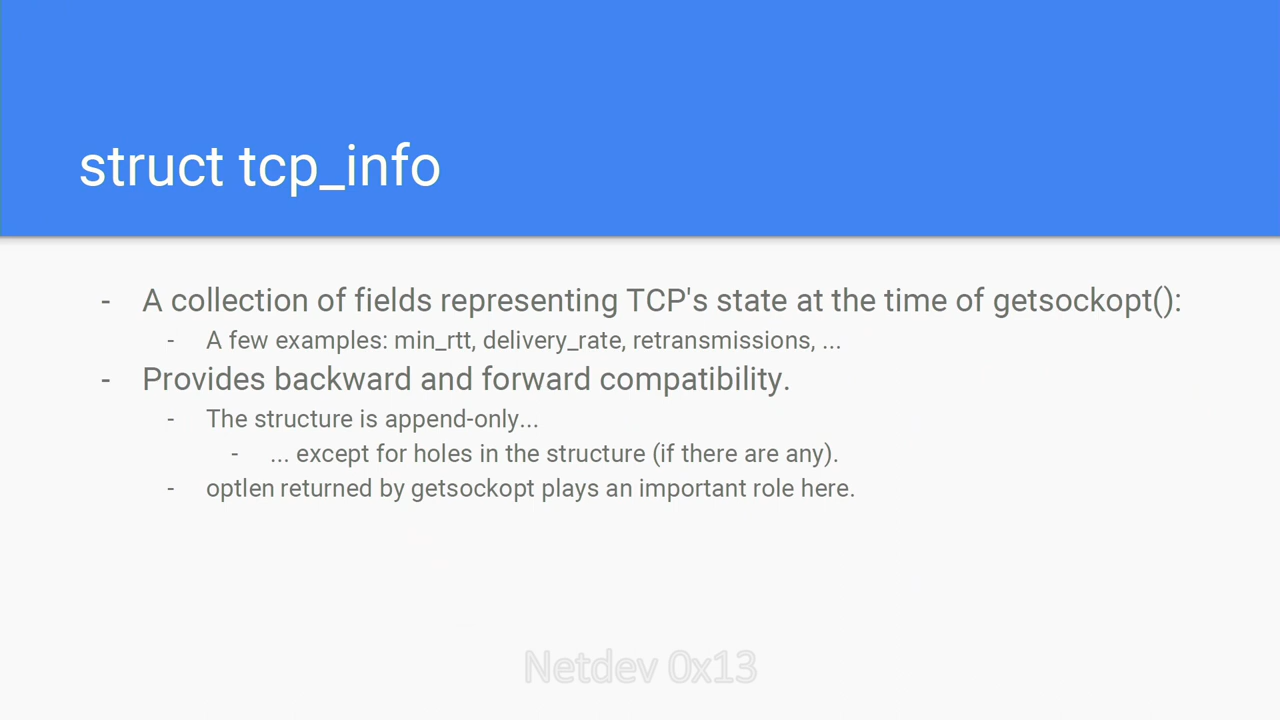 struct tcp_info
- A collection of fields representing TCP's state at the time of getsockopt():
- A few examples: min_rtt, delivery_rate, retransmissions, ...
- Provides backward and forward compatibility.
- The structure is append-only...
- ... except for holes in the structure (if there are any).
- optlen returned by getsockopt plays an important role here.
Netdev 0x13